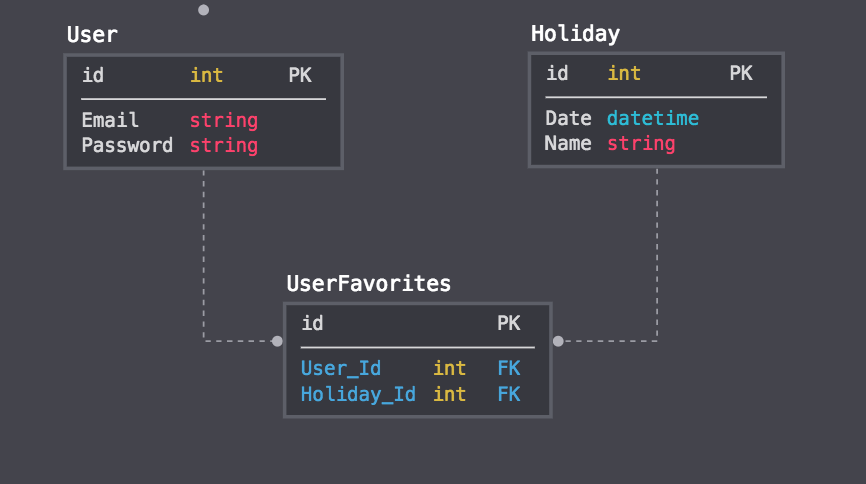 User
id int PK
Email string
Password string
Holiday
id int PK
Date datetime
Name string
UserFavorites
id PK
User_Id int FK
Holiday_Id int FK